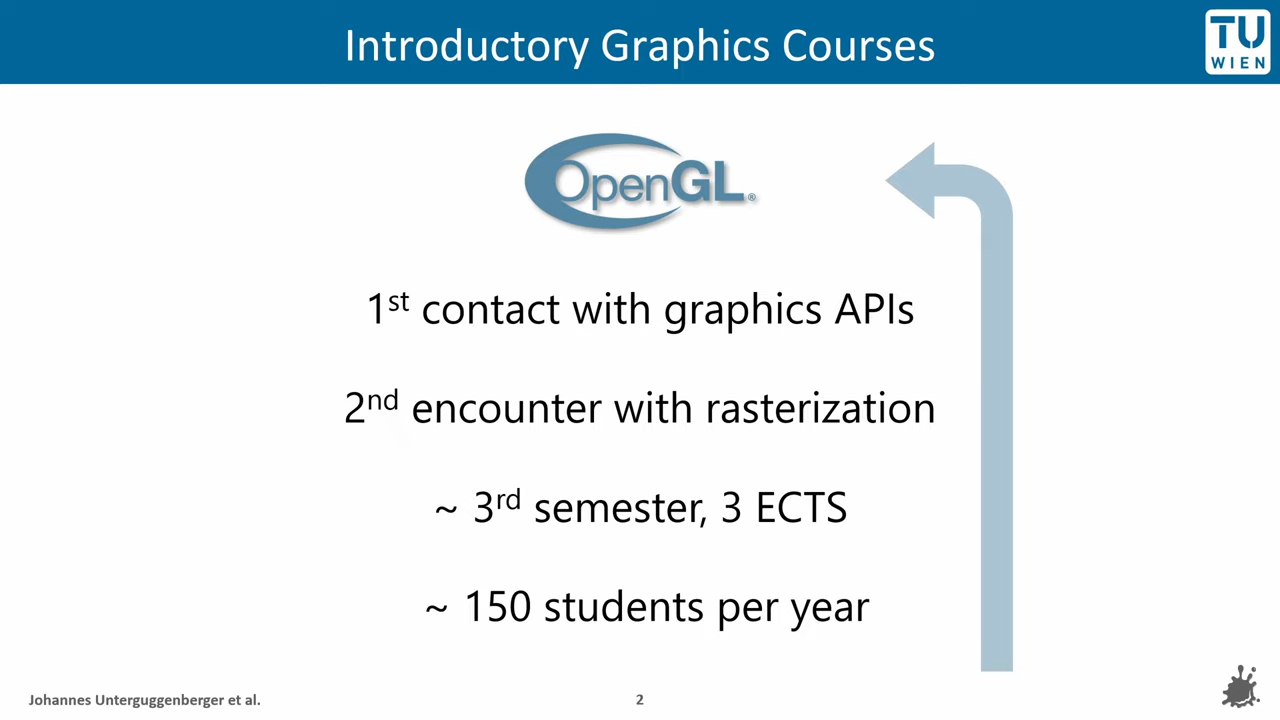 Introductory Graphics Courses
TU
WIEN
OpenGL®
1st contact with graphics APIs
2nd encounter with rasterization
~ 3rd semester, 3 ECTS
~ 150 students per year
Johannes Unterguggenberger et al.
2